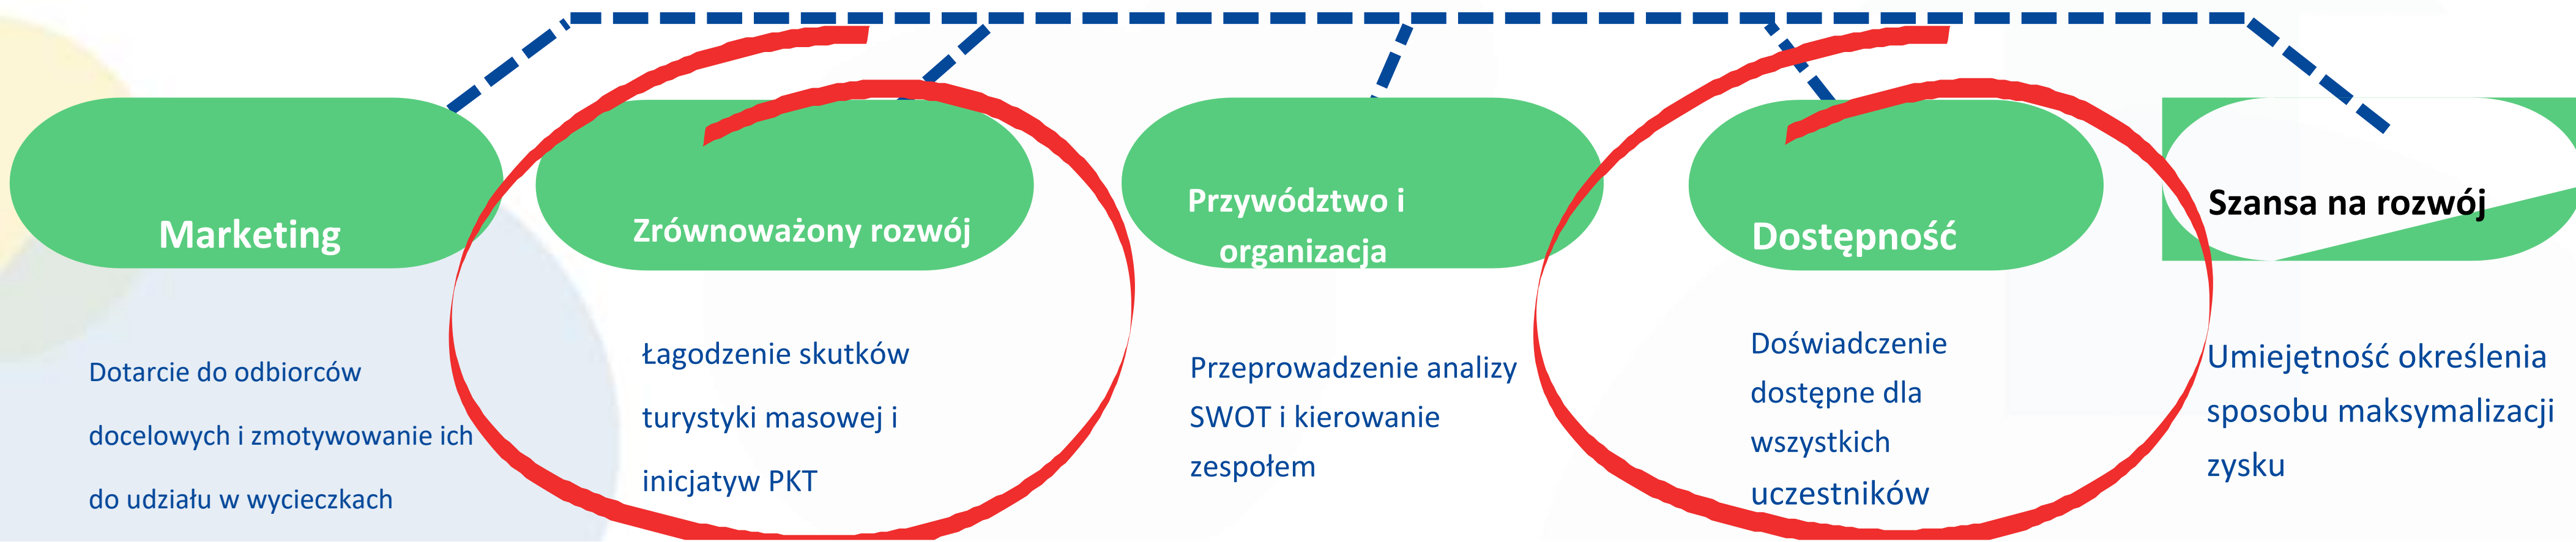 Marketing
Dotarcie do odbiorców
docelowych i zmotywowanie ich
do udziału w wycieczkach
Zrównoważony rozwój
Łagodzenie skutków
turystyki masowej i
inicjatyw PKT
Przywództwo i
organizacja
Przeprowadzenie analizy
SWOT i kierowanie
zespołem
Dostępność
Doświadczenie
dostępne dla
wszystkich
uczestników
Szansa na rozwój
Umiejętność określenia
sposobu maksymalizacji
zysku